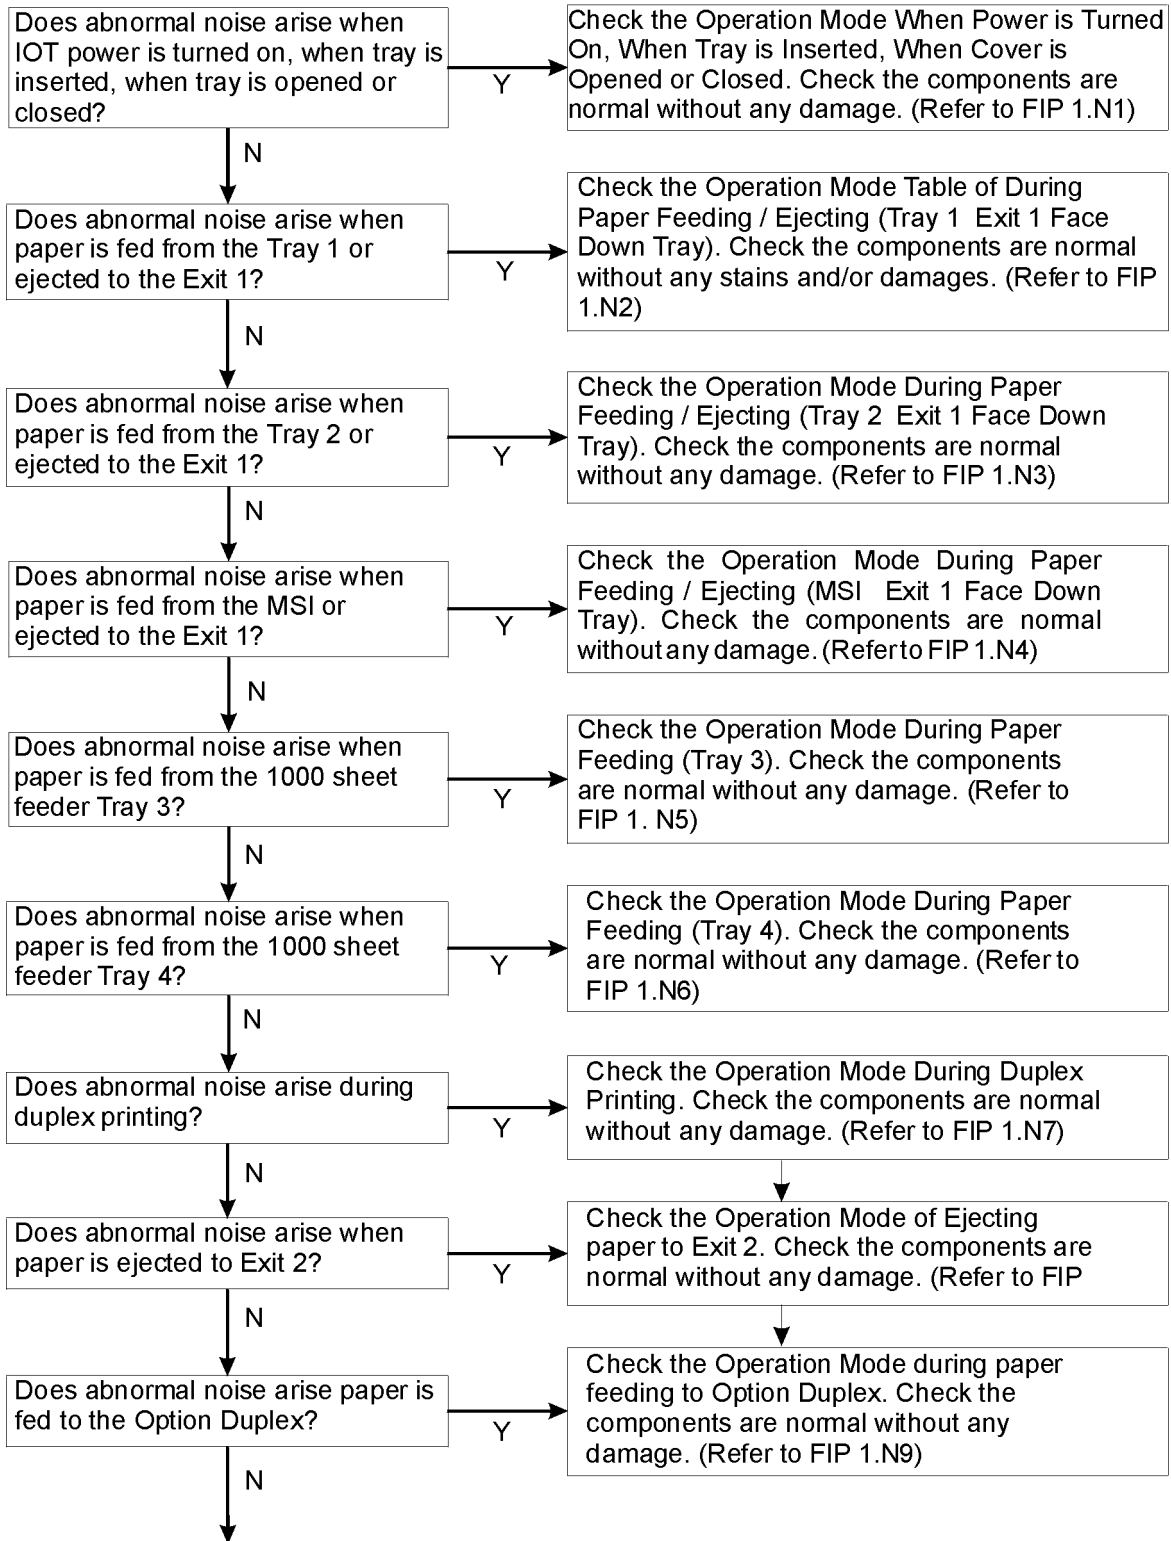 Does abnormal noise arise when
IOT power is turned on, when tray is
inserted, when tray is opened or
closed?
Y
Check the Operation Mode When Power is Turned
On, When Tray is Inserted, When Cover is
Opened or Closed. Check the components are
normal without any damage. (Refer to FIP 1.N1)
N
Does abnormal noise arise when
paper is fed from the Tray 1 or
ejected to the Exit 1?
Y
Check the Operation Mode Table of During
Paper Feeding / Ejecting (Tray 1 Exit 1 Face
Down Tray). Check the components are normal
without any stains and/or damages. (Refer to FIP
1.N2)
N
Does abnormal noise arise when
paper is fed from the Tray 2 or
ejected to the Exit 1?
Y
Check the Operation Mode During Paper
Feeding / Ejecting (Tray 2 Exit 1 Face Down
Tray). Check the components are normal
without any damage. (Refer to FIP 1.N3)
N
Does abnormal noise arise when
paper is fed from the MSI or
ejected to the Exit 1?
Y
Check the Operation Mode During Paper
Feeding / Ejecting (MSI Exit 1 Face Down
Tray). Check the components are normal
without any damage. (Refer to FIP 1.N4)
N
Does abnormal noise arise when
paper is fed from the 1000 sheet
feeder Tray 3?
Y
Check the Operation Mode During Paper
Feeding (Tray 3). Check the components
are normal without any damage. (Refer to
FIP 1. N5)
N
Does abnormal noise arise when
paper is fed from the 1000 sheet
feeder Tray 4?
Y
Check the Operation Mode During Paper
Feeding (Tray 4). Check the components
are normal without any damage. (Refer to
FIP 1.N6)
N
Does abnormal noise arise during
duplex printing?
Y
Check the Operation Mode During Duplex
Printing. Check the components are normal
without any damage. (Refer to FIP 1.N7)
N
Does abnormal noise arise when
paper is ejected to Exit 2?
Y
Check the Operation Mode of Ejecting
paper to Exit 2. Check the components are
normal without any damage. (Refer to FIP
N
Does abnormal noise arise paper is
fed to the Option Duplex?
Y
Check the Operation Mode during paper
feeding to Option Duplex. Check the
components are normal without any
damage. (Refer to FIP 1.N9)
N